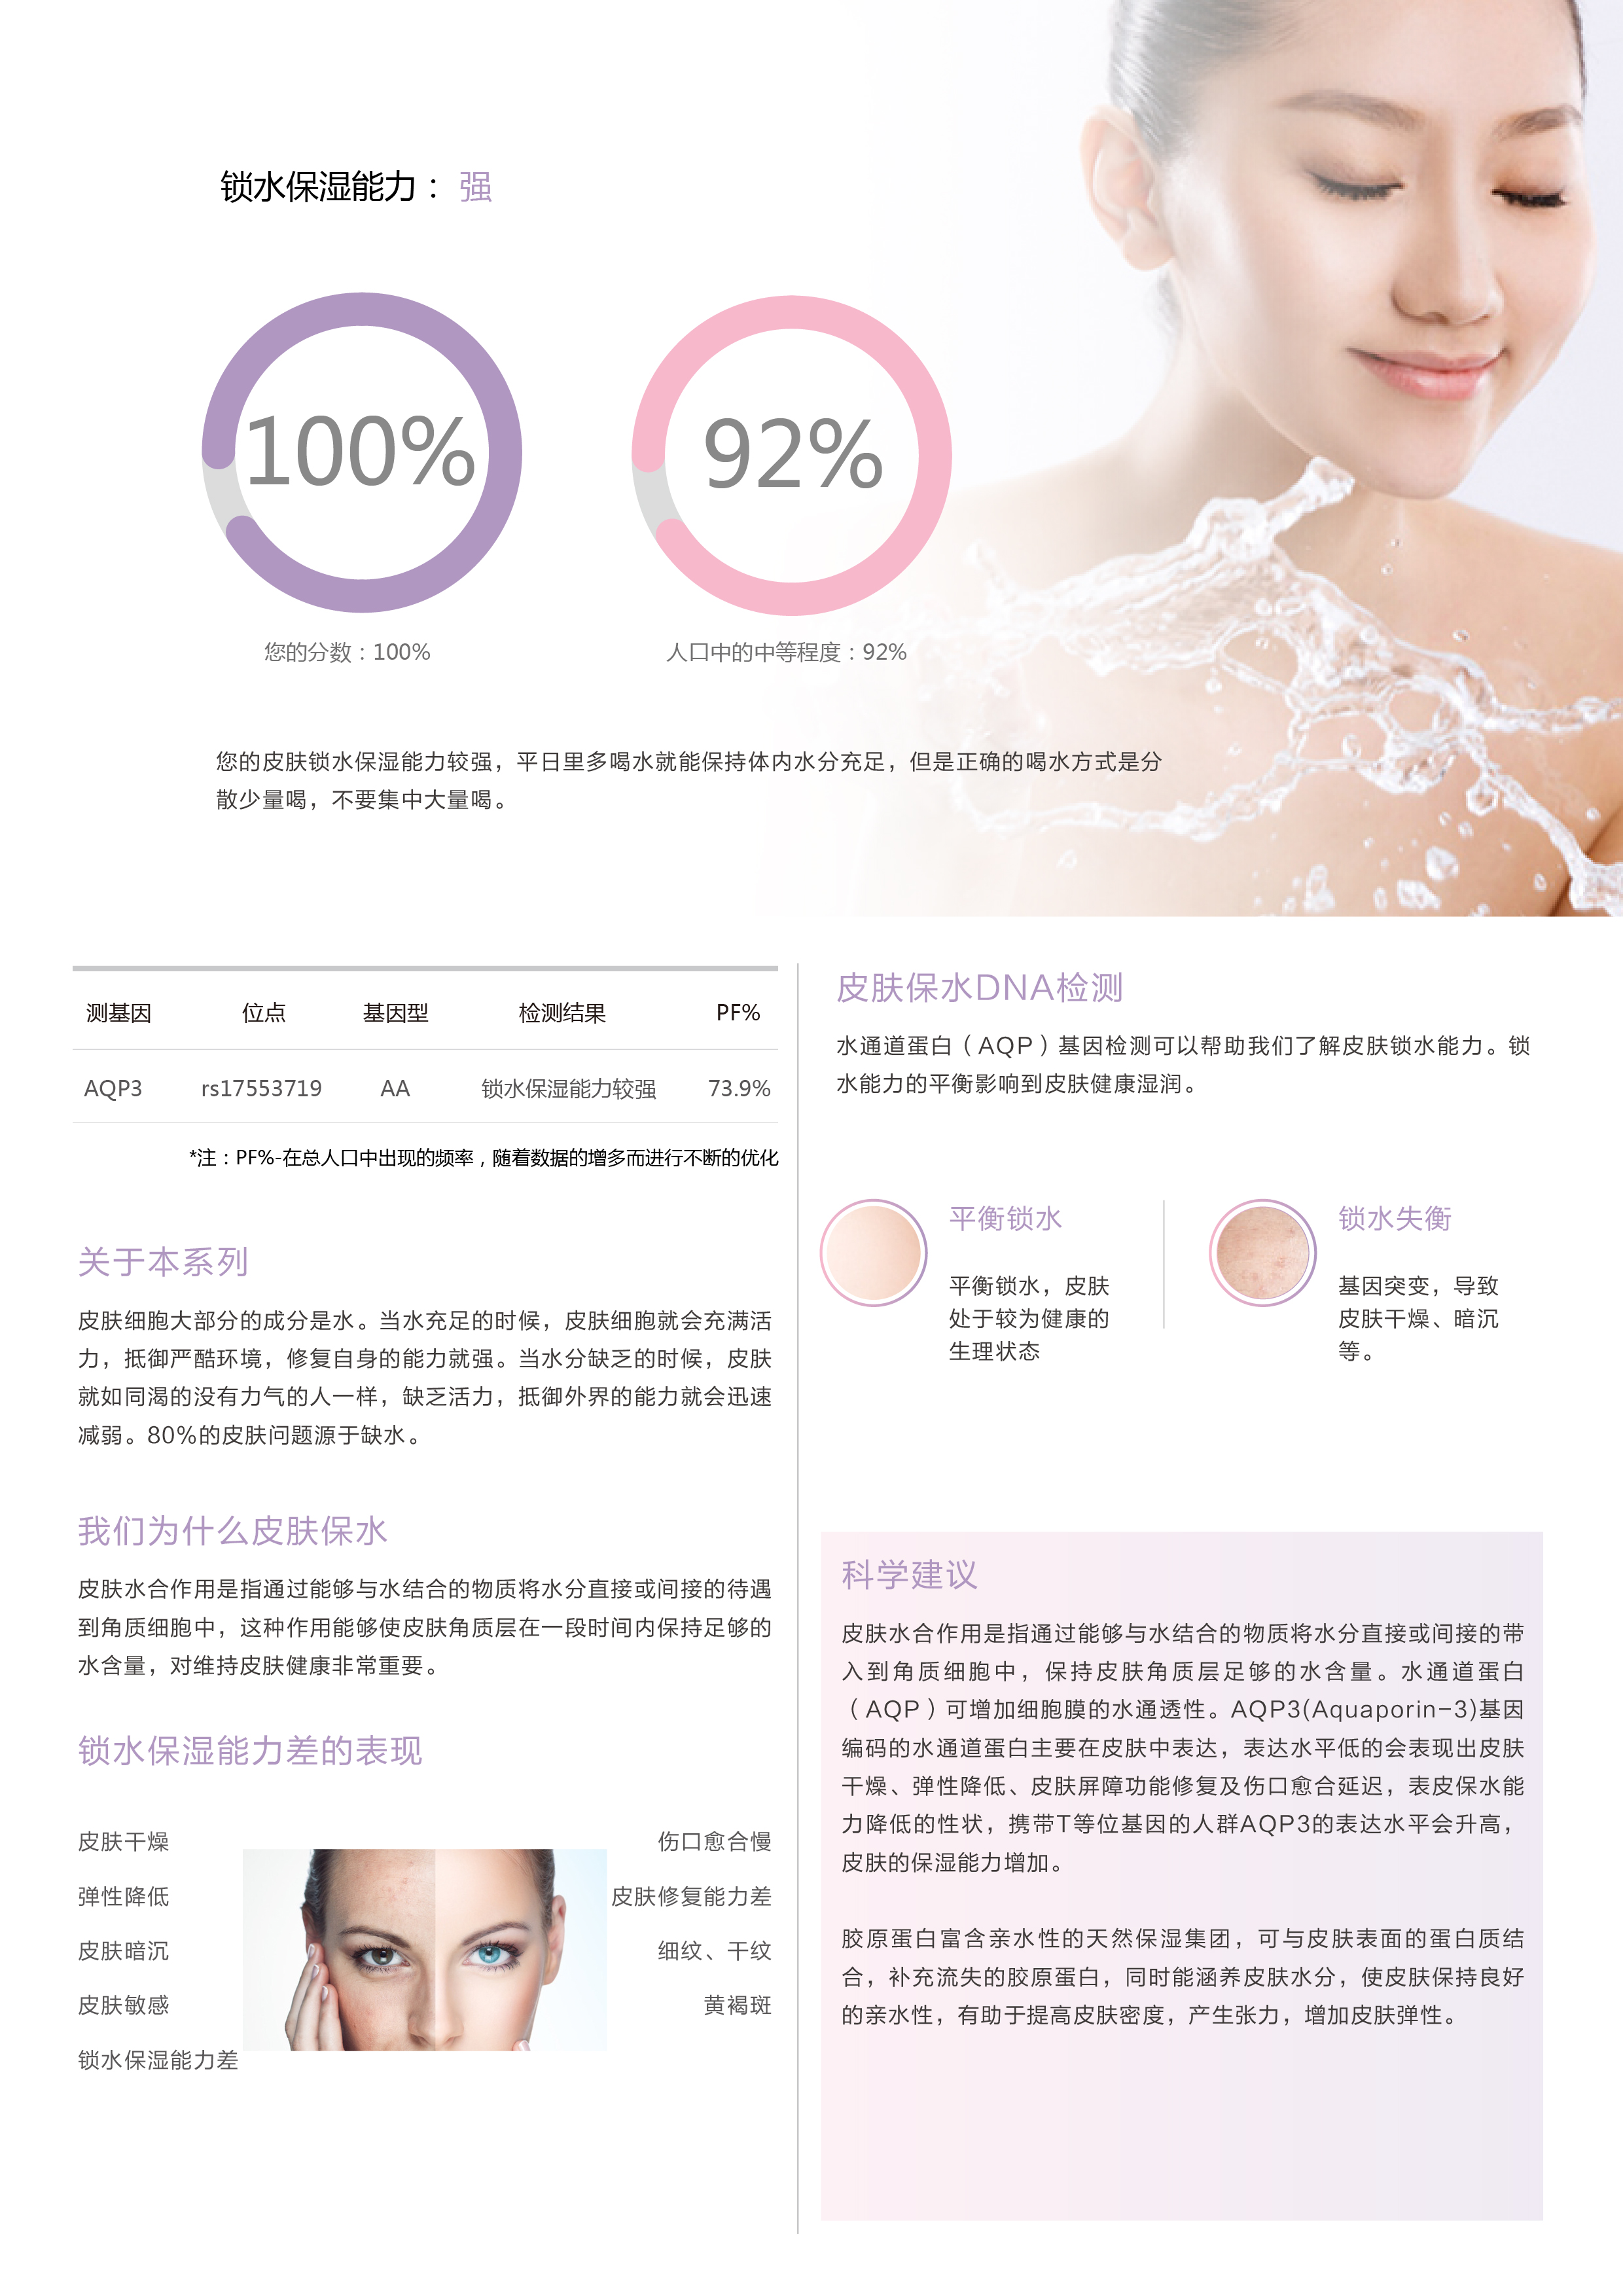 锁水保湿能力： 强
100%
92%
您的分数：100%
人口中的中等程度：92%
您的皮肤锁水保湿能力较强，平日里多喝水就能保持体内水分充足，但是正确的喝水方式是分
散少量喝，不要集中大量喝。
测基因 位点 基因型 检测结果 PF%
AQP3 rs17553719 AA 锁水保湿能力较强 73.9%
*注：PF%-在总人口中出现的频率，随着数据的增多而进行不断的优化
关于本系列
皮肤细胞大部分的成分是水。当水充足的时候，皮肤细胞就会充满活
力，抵御严酷环境，修复自身的能力就强。当水分缺乏的时候，皮肤
就如同渴的没有力气的人一样，缺乏活力，抵御外界的能力就会迅速
减弱。80%的皮肤问题源于缺水。
我们为什么皮肤保水
皮肤水合作用是指通过能够与水结合的物质将水分直接或间接的待遇
到角质细胞中，这种作用能够使皮肤角质层在一段时间内保持足够的
水含量，对维持皮肤健康非常重要。
锁水保湿能力差的表现
皮肤干燥
弹性降低
皮肤暗沉
皮肤敏感
锁水保湿能力差
伤口愈合慢
皮肤修复能力差
细纹、干纹
黄褐斑
皮肤保水DNA检测
水通道蛋白（AQP）基因检测可以帮助我们了解皮肤锁水能力。锁
水能力的平衡影响到皮肤健康湿润。
平衡锁水
平衡锁水，皮肤
处于较为健康的
生理状态
锁水失衡
基因突变，导致
皮肤干燥、暗沉
等。
科学建议
皮肤水合作用是指通过能够与水结合的物质将水分直接或间接的带
入到角质细胞中，保持皮肤角质层足够的水含量。水通道蛋白
（AQP）可增加细胞膜的水通透性。AQP3(Aquaporin-3)基因
编码的水通道蛋白主要在皮肤中表达，表达水平低的会表现出皮肤
干燥、弹性降低、皮肤屏障功能修复及伤口愈合延迟，表皮保水能
力降低的性状，携带T等位基因的人群AQP3的表达水平会升高，
皮肤的保湿能力增加。
胶原蛋白富含亲水性的天然保湿集团，可与皮肤表面的蛋白质结
合，补充流失的胶原蛋白，同时能涵养皮肤水分，使皮肤保持良好
的亲水性，有助于提高皮肤密度，产生张力，增加皮肤弹性。